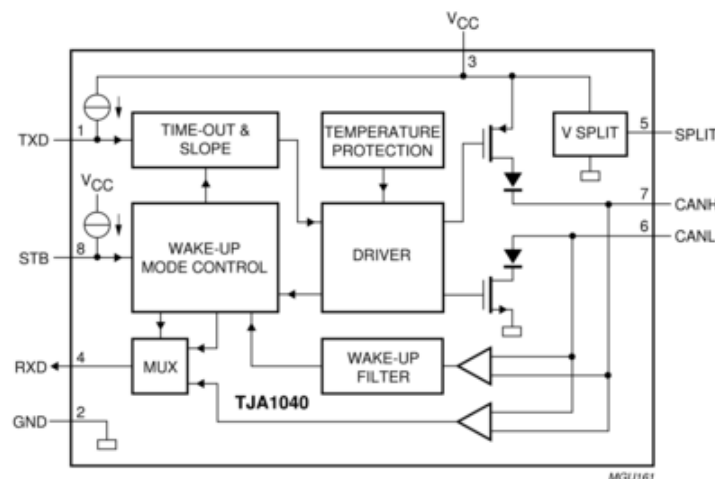 VCC
3
TXD
1
TIME-OUT &
SLOPE
TEMPERATURE
PROTECTION
V SPLIT
5
SPLIT
VCC
7
CANH
6
CANL
STB
8
WAKE-UP
MODE CONTROL
DRIVER
RXD
4
MUX
WAKE-UP
FILTER
TJA1040
GND
2
MGU161